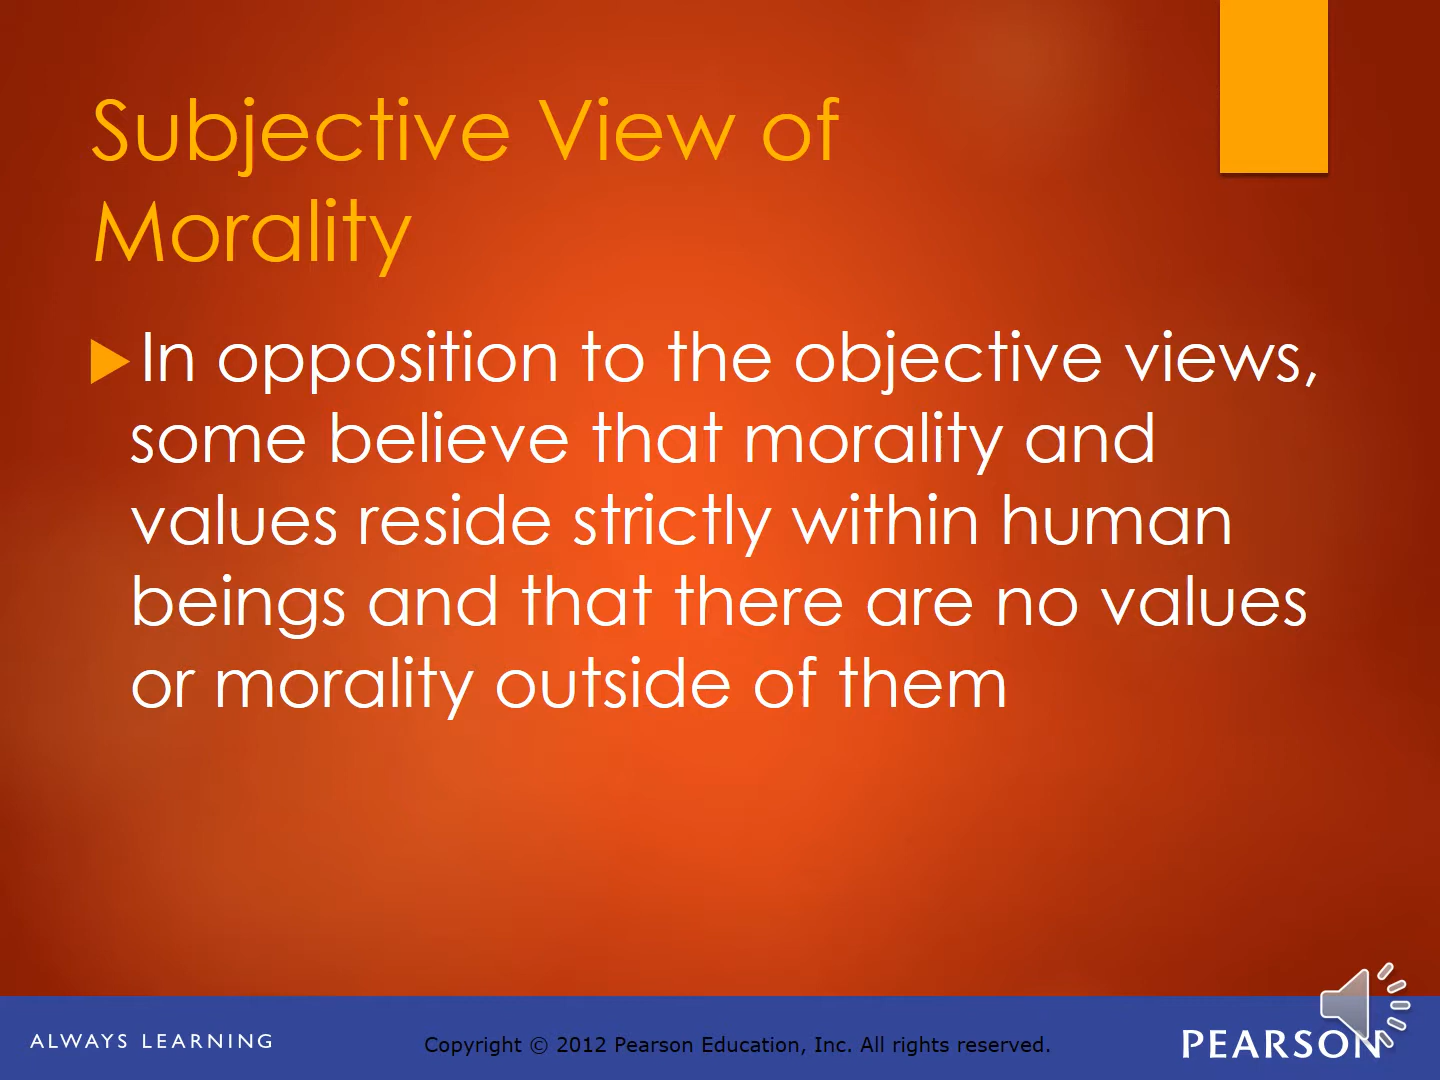 Subjective View of
Morality
In opposition to the objective views,
some believe that morality and
values reside strictly within human
beings and that there are no values
or morality outside of them
ALWAYS LEARNING
Copyright © 2012 Pearson Education, Inc. All rights reserved.
PEARSON